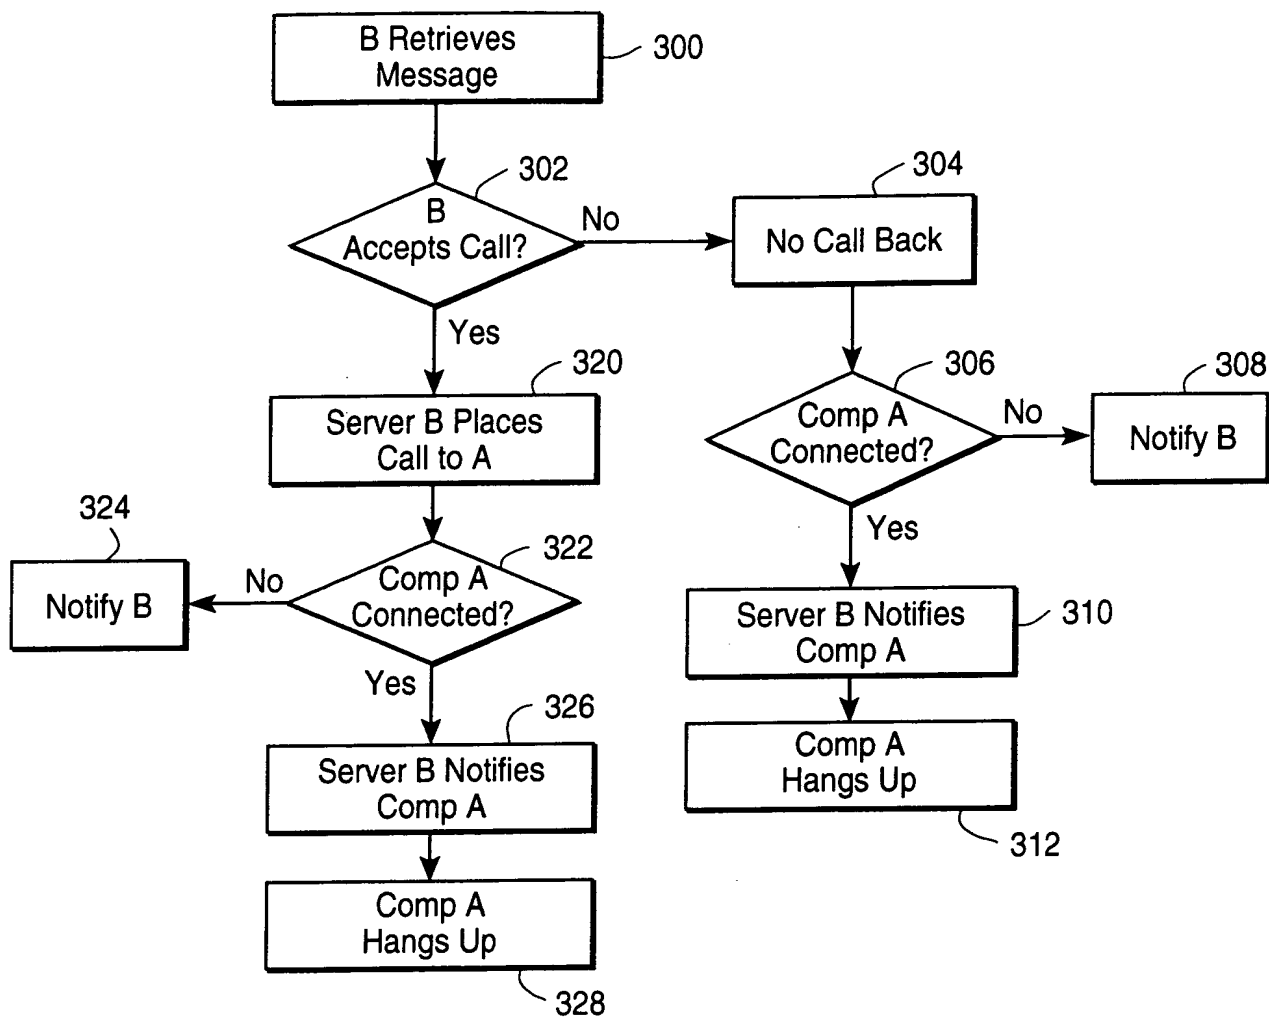 B Retrieves
Message
300
302
B
Accepts Call?
No
304
No Call Back
Yes
320
Server B Places
Call to A
306
Comp A
Connected?
No
308
Notify B
324
Notify B
No
322
Comp A
Connected?
Yes
Yes
310
Server B Notifies
Comp A
326
Server B Notifies
Comp A
Comp A
Hangs Up
312
Comp A
Hangs Up
328